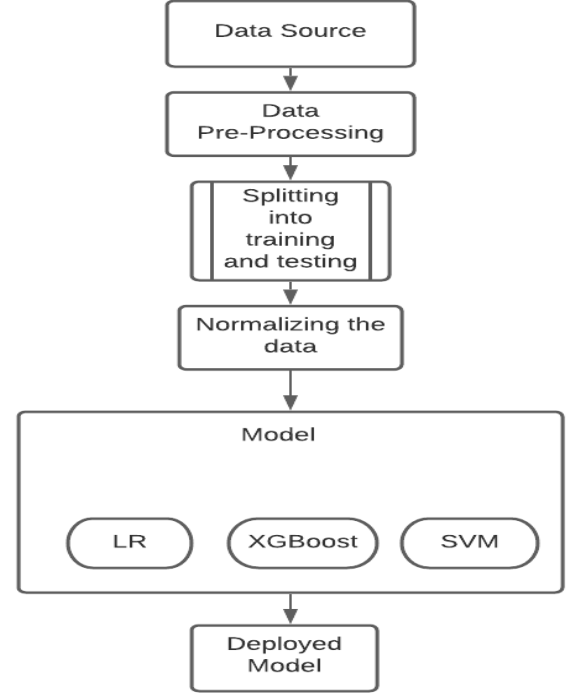 Data Source
Data
Pre-Processing
Splitting
into
training
and testing
Normalizing the
data
Model
LR
XGBoost
SVM
Deployed
Model